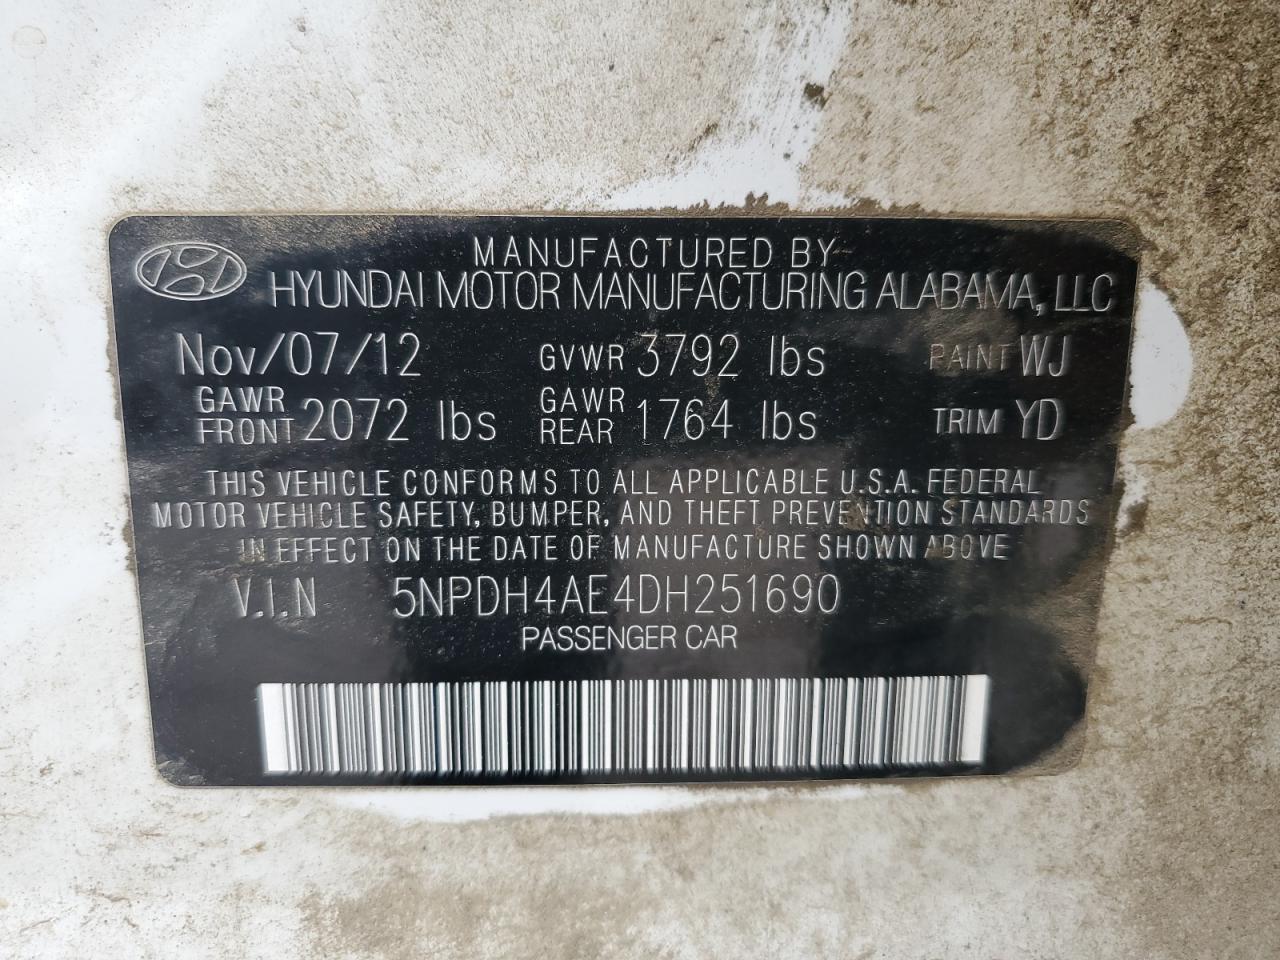 MANUFACTURED BY
HYUNDAI MOTOR MANUFACTURING ALABAMA, LLC
Nov/07/12 GVWR 3792 lbs PAINT WJ
GAWR FRONT 2072 lbs GAWR REAR 1764 lbs TRIM YD
THIS VEHICLE CONFORMS TO ALL APPLICABLE U.S.A. FEDERAL
MOTOR VEHICLE SAFETY, BUMPER, AND THEFT PREVENTION STANDARDS
IN EFFECT ON THE DATE OF MANUFACTURE SHOWN ABOVE
V.I.N 5NPDH4AE4DH251690
PASSENGER CAR